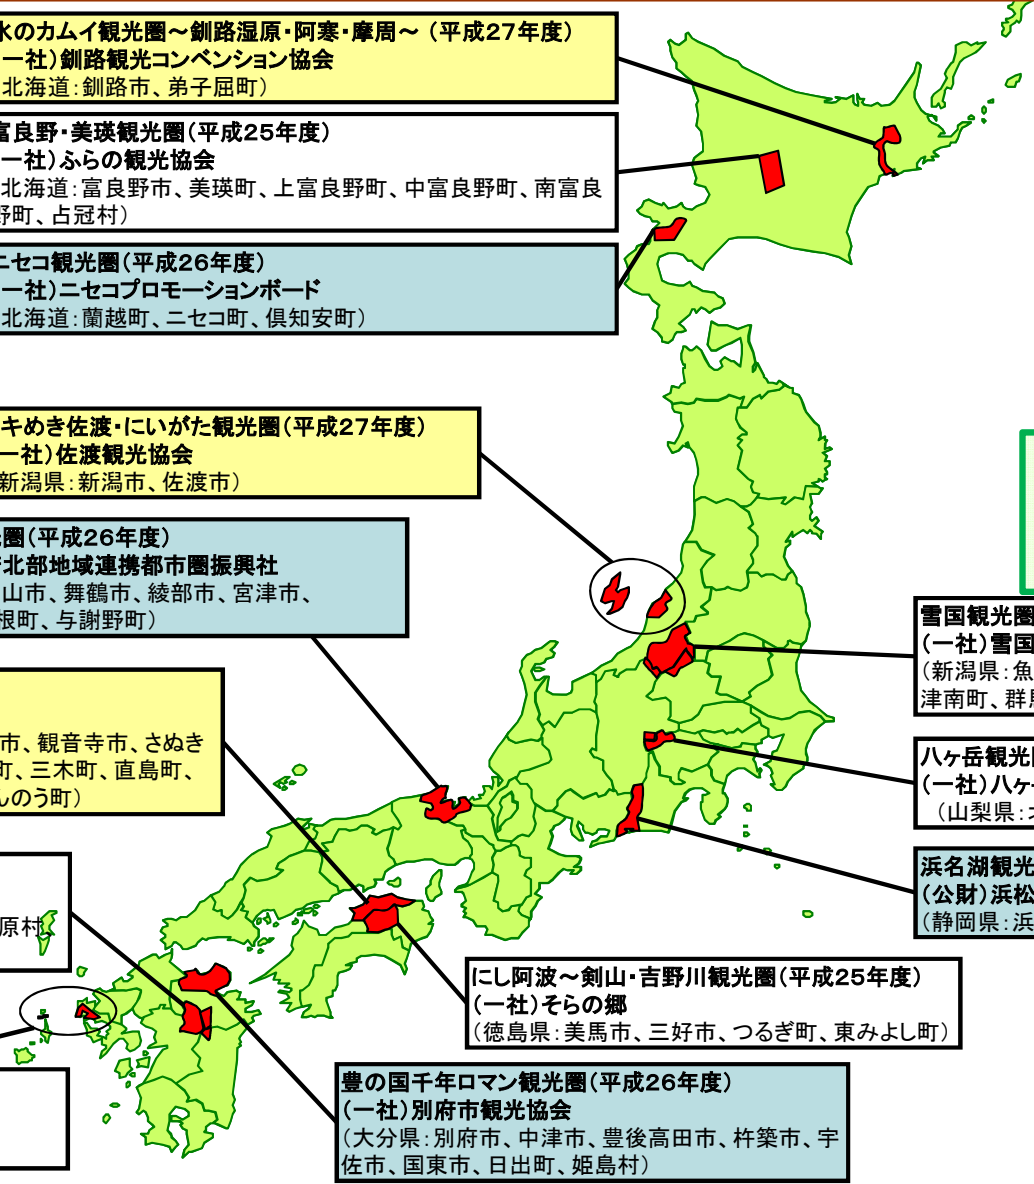 水のカムイ観光圏～釧路湿原・阿寒・摩周～（平成27年度）
一社）釧路観光コンベンション協会
北海道：釧路市、弟子屈町）
富良野・美瑛観光圏（平成25年度）
一社）ふらの観光協会
北海道：富良野市、美瑛町、上富良野町、中富良野町、南富良
野町、占冠村）
ニセコ観光圏（平成26年度）
一社）ニセコプロモーションボード
北海道：蘭越町、ニセコ町、倶知安町）
キめき佐渡・にいがた観光圏（平成27年度）
一社）佐渡観光協会
新潟県：新潟市、佐渡市）
圏（平成26年度）
北部地域連携都市圏振興社
山市、舞鶴市、綾部市、宮津市、
根町、与謝野町）
雪国観光圏
（一社）雪国
（新潟県：魚
津南町、群馬
市、観音寺市、さぬき
町、三木町、直島町、
んのう町）
八ヶ岳観光
（一社）八ヶ
（山梨県：
浜名湖観光
（公財）浜松
（静岡県：浜
原村、
にし阿波～剣山・吉野川観光圏（平成25年度）
（一社）そらの郷
（徳島県：美馬市、三好市、つるぎ町、東みよし町）
豊の国千年ロマン観光圏（平成26年度）
（一社）別府市観光協会
（大分県：別府市、中津市、豊後高田市、杵築市、宇
佐市、国東市、日出町、姫島村）